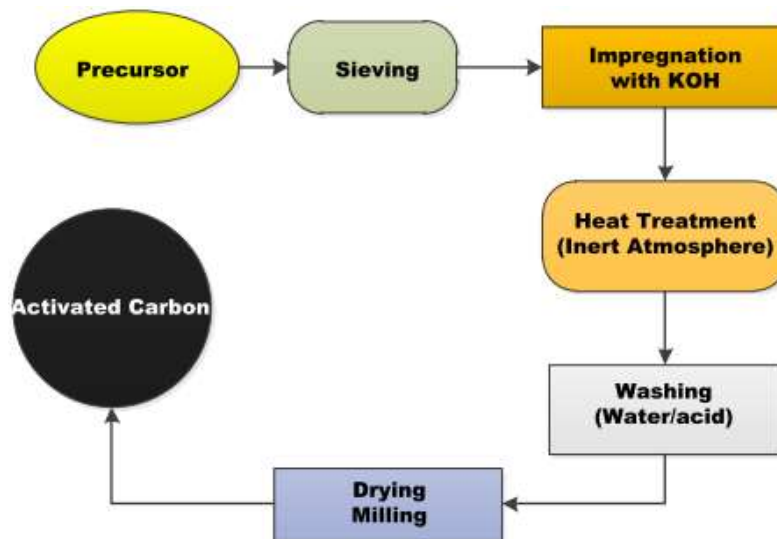 Precursor
Sieving
Impregnation
with KOH
Heat Treatment
(Inert Atmosphere)
Washing
(Water/acid)
Drying
Milling
Activated Carbon